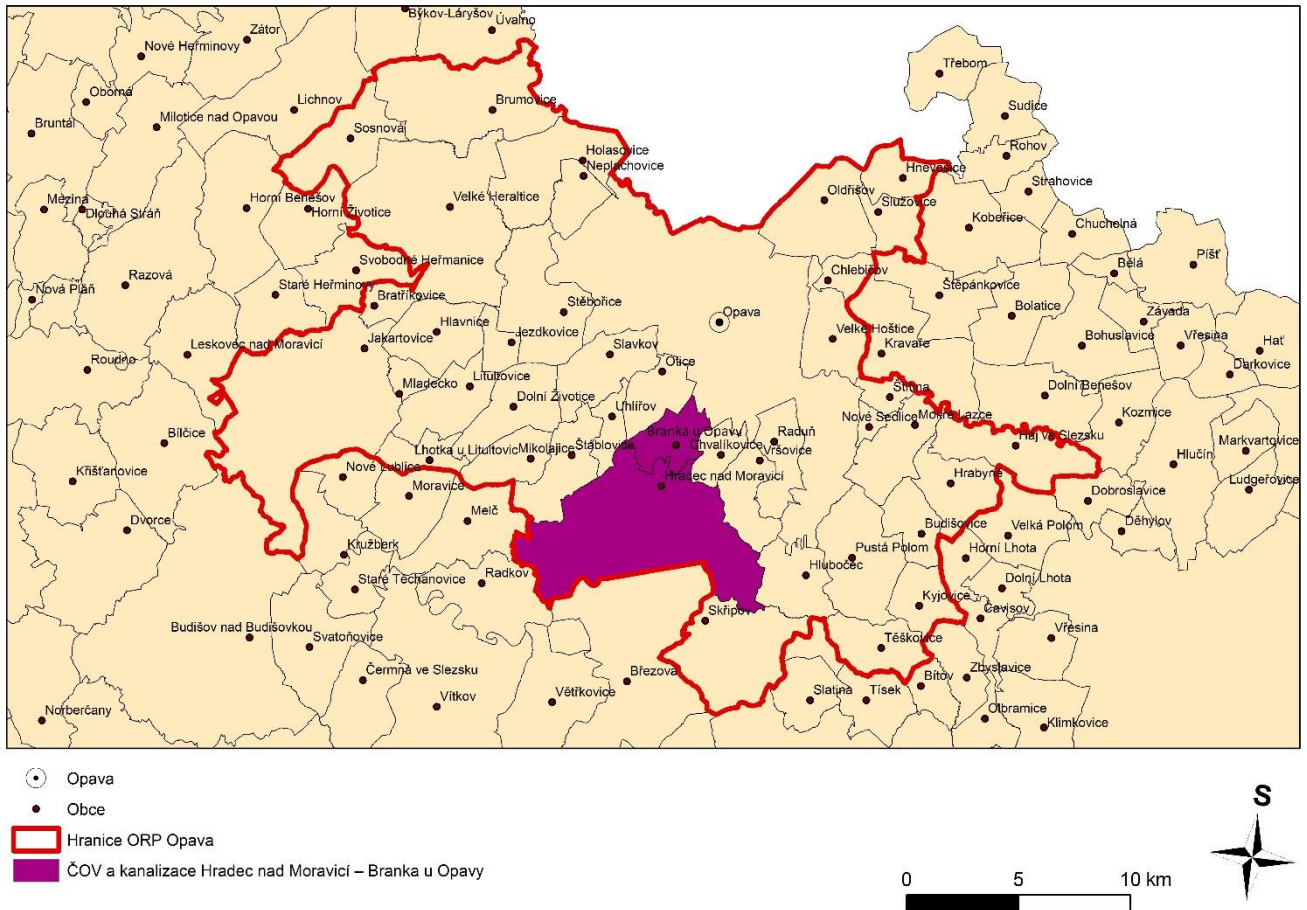 Býkov-Láryšov
Úvalno
Zátor
Nové Heřminovy
Třebom
Oborná
Lichnov
Brumovice
Sudice
Milotice nad Opavou
Bruntál
Sosnová
Rohov
Holasovice
Neplachovice
Hnevešice
Strahovice
Oldřišov
Služovice
Mezina
Dlouhá Stráň
Horní Benešov
Horní Životice
Velké Heraltice
Kobeřice
Chuchelná
Svobodné Heřmanice
Chlebičov
Bělá
Píšť
Razová
Nová Pláň
Staré Heřminovy
Bratříkovice
Štěpánkovice
Bolatice
Stěbořice
Opava
Závada
Hlavnice
Jezdkovice
Velké Hoštice
Kravaře
Bohuslavice
Vřesina
Hať
Leskovec nad Moravicí
Jakartovice
Slavkov
Roudno
Otice
Darkovice
Mladecko
Litultovice
Dolní Životice
Uhlířov
Štítina
Dolní Benešov
Nové Sedlice
Mokré Lazce
Kozmice
Bílčice
Branka u Opavy
Chvalíkovice
Raduň
Vršovice
Háj ve Slezsku
Markvartovice
Hlučín
Křišťanovice
Nové Lublice
Lhotka u Litultovic
Mikolajice
Štáblovice
Hradec nad Moravicí
Hrabyně
Ludgeřovice
Moravice
Dobroslavice
Dvorce
Melč
Budišovice
Velká Polom
Děhylov
Kružberk
Pustá Polom
Horní Lhota
Staré Těchanovice
Radkov
Hlubočec
Dolní Lhota
Kyjovice
Čavisov
Skřipov
Budišov nad Budišovkou
Svatoňovice
Těškovice
Vřesina
Čermná ve Slezsku
Březová
Zbyslavice
Bítov
Vítkov
Větřkovice
Slatina
Tísek
Norberčany
Olbramice
Klimkovice
Opava
Obce
Hranice ORP Opava
ČOV a kanalizace Hradec nad Moravicí – Branka u Opavy
S
0 5 10 km